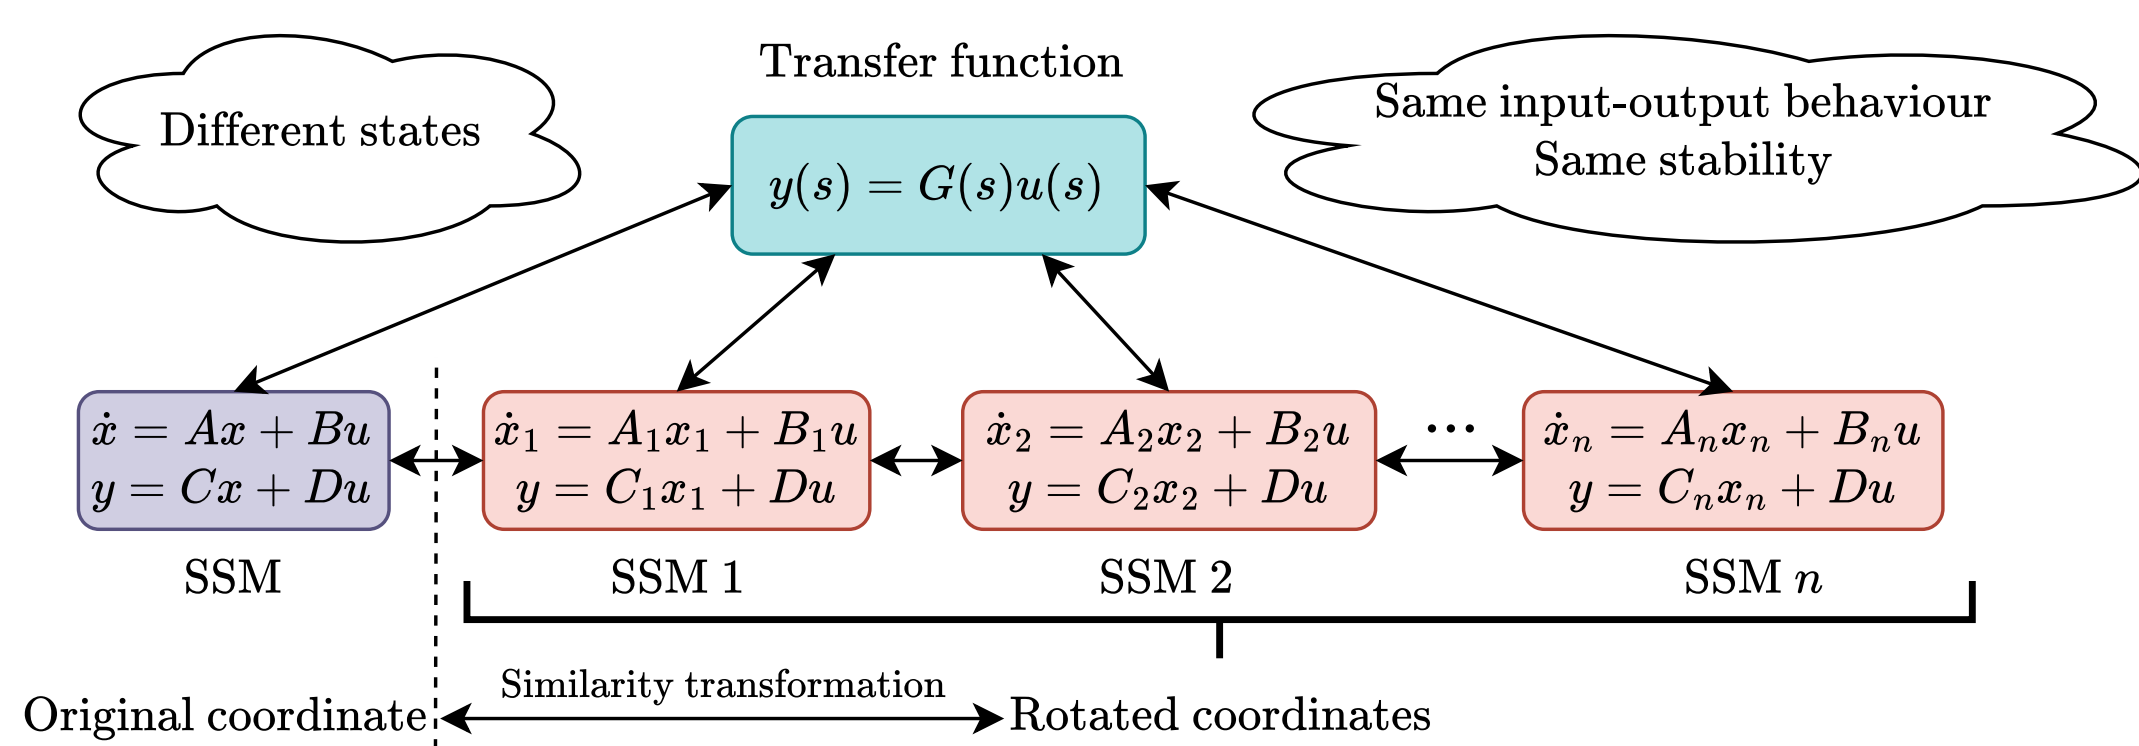 Transfer function
Different states
Same input-output behaviour
Same stability
y(s) = G(s)u(s)
ẋ = Ax + Bu
y = Cx + Du
ẋ₁ = A₁x₁ + B₁u
y = C₁x₁ + Du
ẋ₂ = A₂x₂ + B₂u
y = C₂x₂ + Du
...
ẋₙ = Aₙxₙ + Bₙu
y = Cₙxₙ + Du
SSM
SSM 1
SSM 2
SSM n
Similarity transformation
Original coordinate
Rotated coordinates